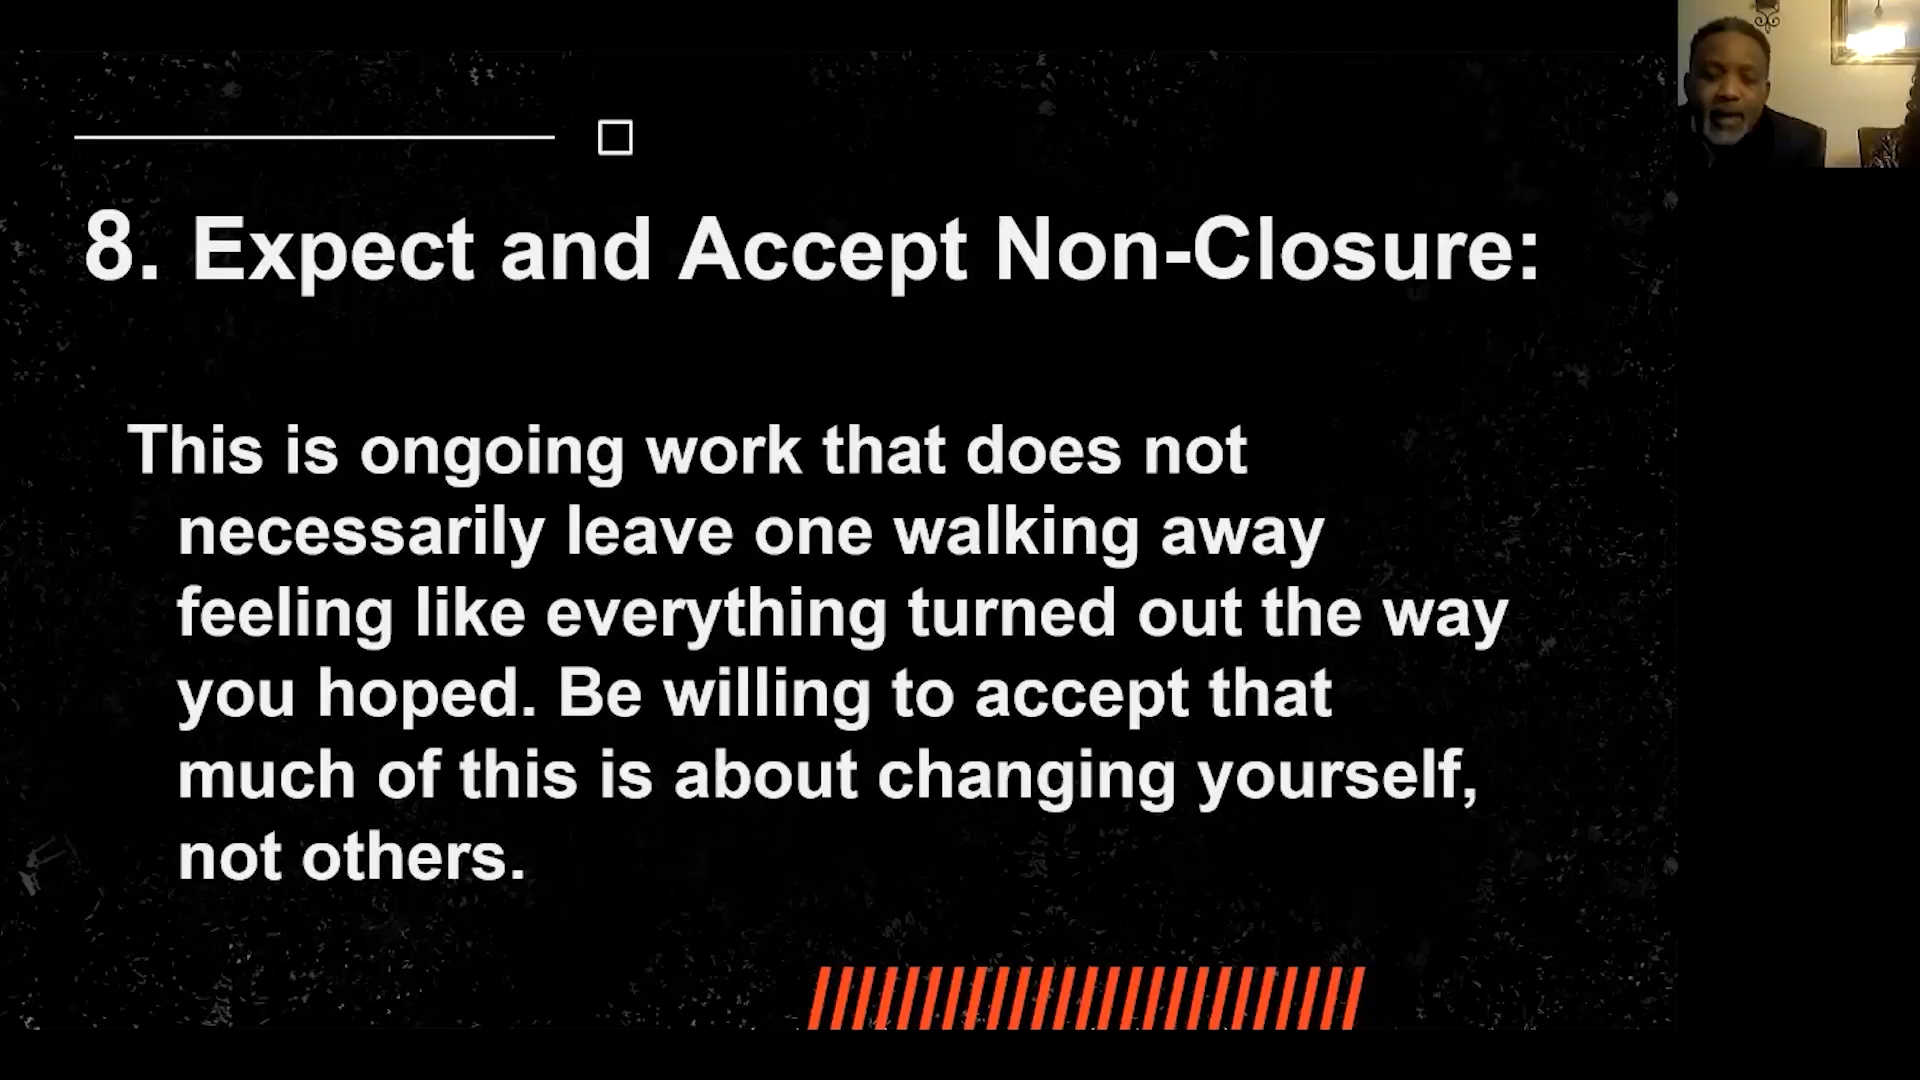 8. Expect and Accept Non-Closure:
This is ongoing work that does not
necessarily leave one walking away
feeling like everything turned out the way
you hoped. Be willing to accept that
much of this is about changing yourself,
not others.